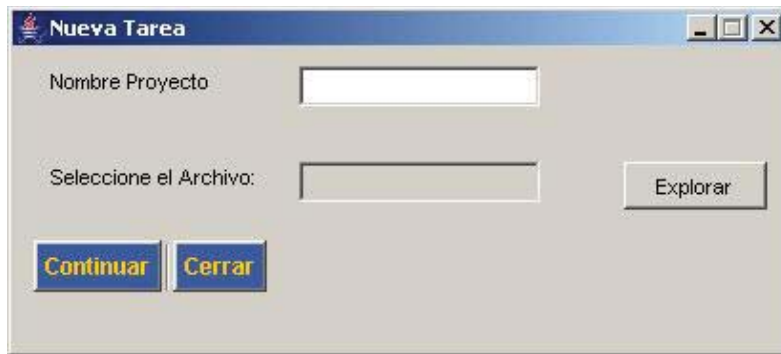 Nueva Tarea
Nombre Proyecto
Seleccione el Archivo:
Explorar
Continuar Cerrar